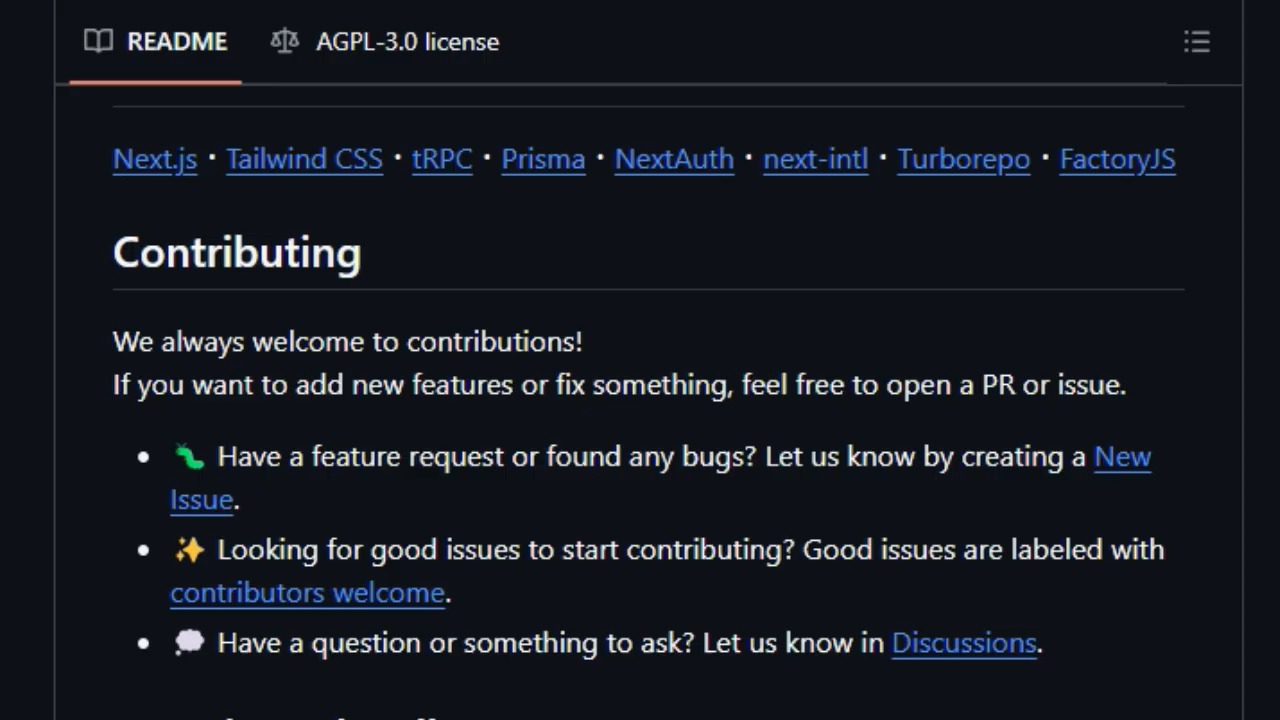 README AGPL-3.0 license
Next.js · Tailwind CSS · tRPC · Prisma · NextAuth · next-intl · Turborepo · FactoryJS
Contributing
We always welcome to contributions!
If you want to add new features or fix something, feel free to open a PR or issue.
• 🐛 Have a feature request or found any bugs? Let us know by creating a New
Issue.
• ✨ Looking for good issues to start contributing? Good issues are labeled with
contributors welcome.
• 💭 Have a question or something to ask? Let us know in Discussions.